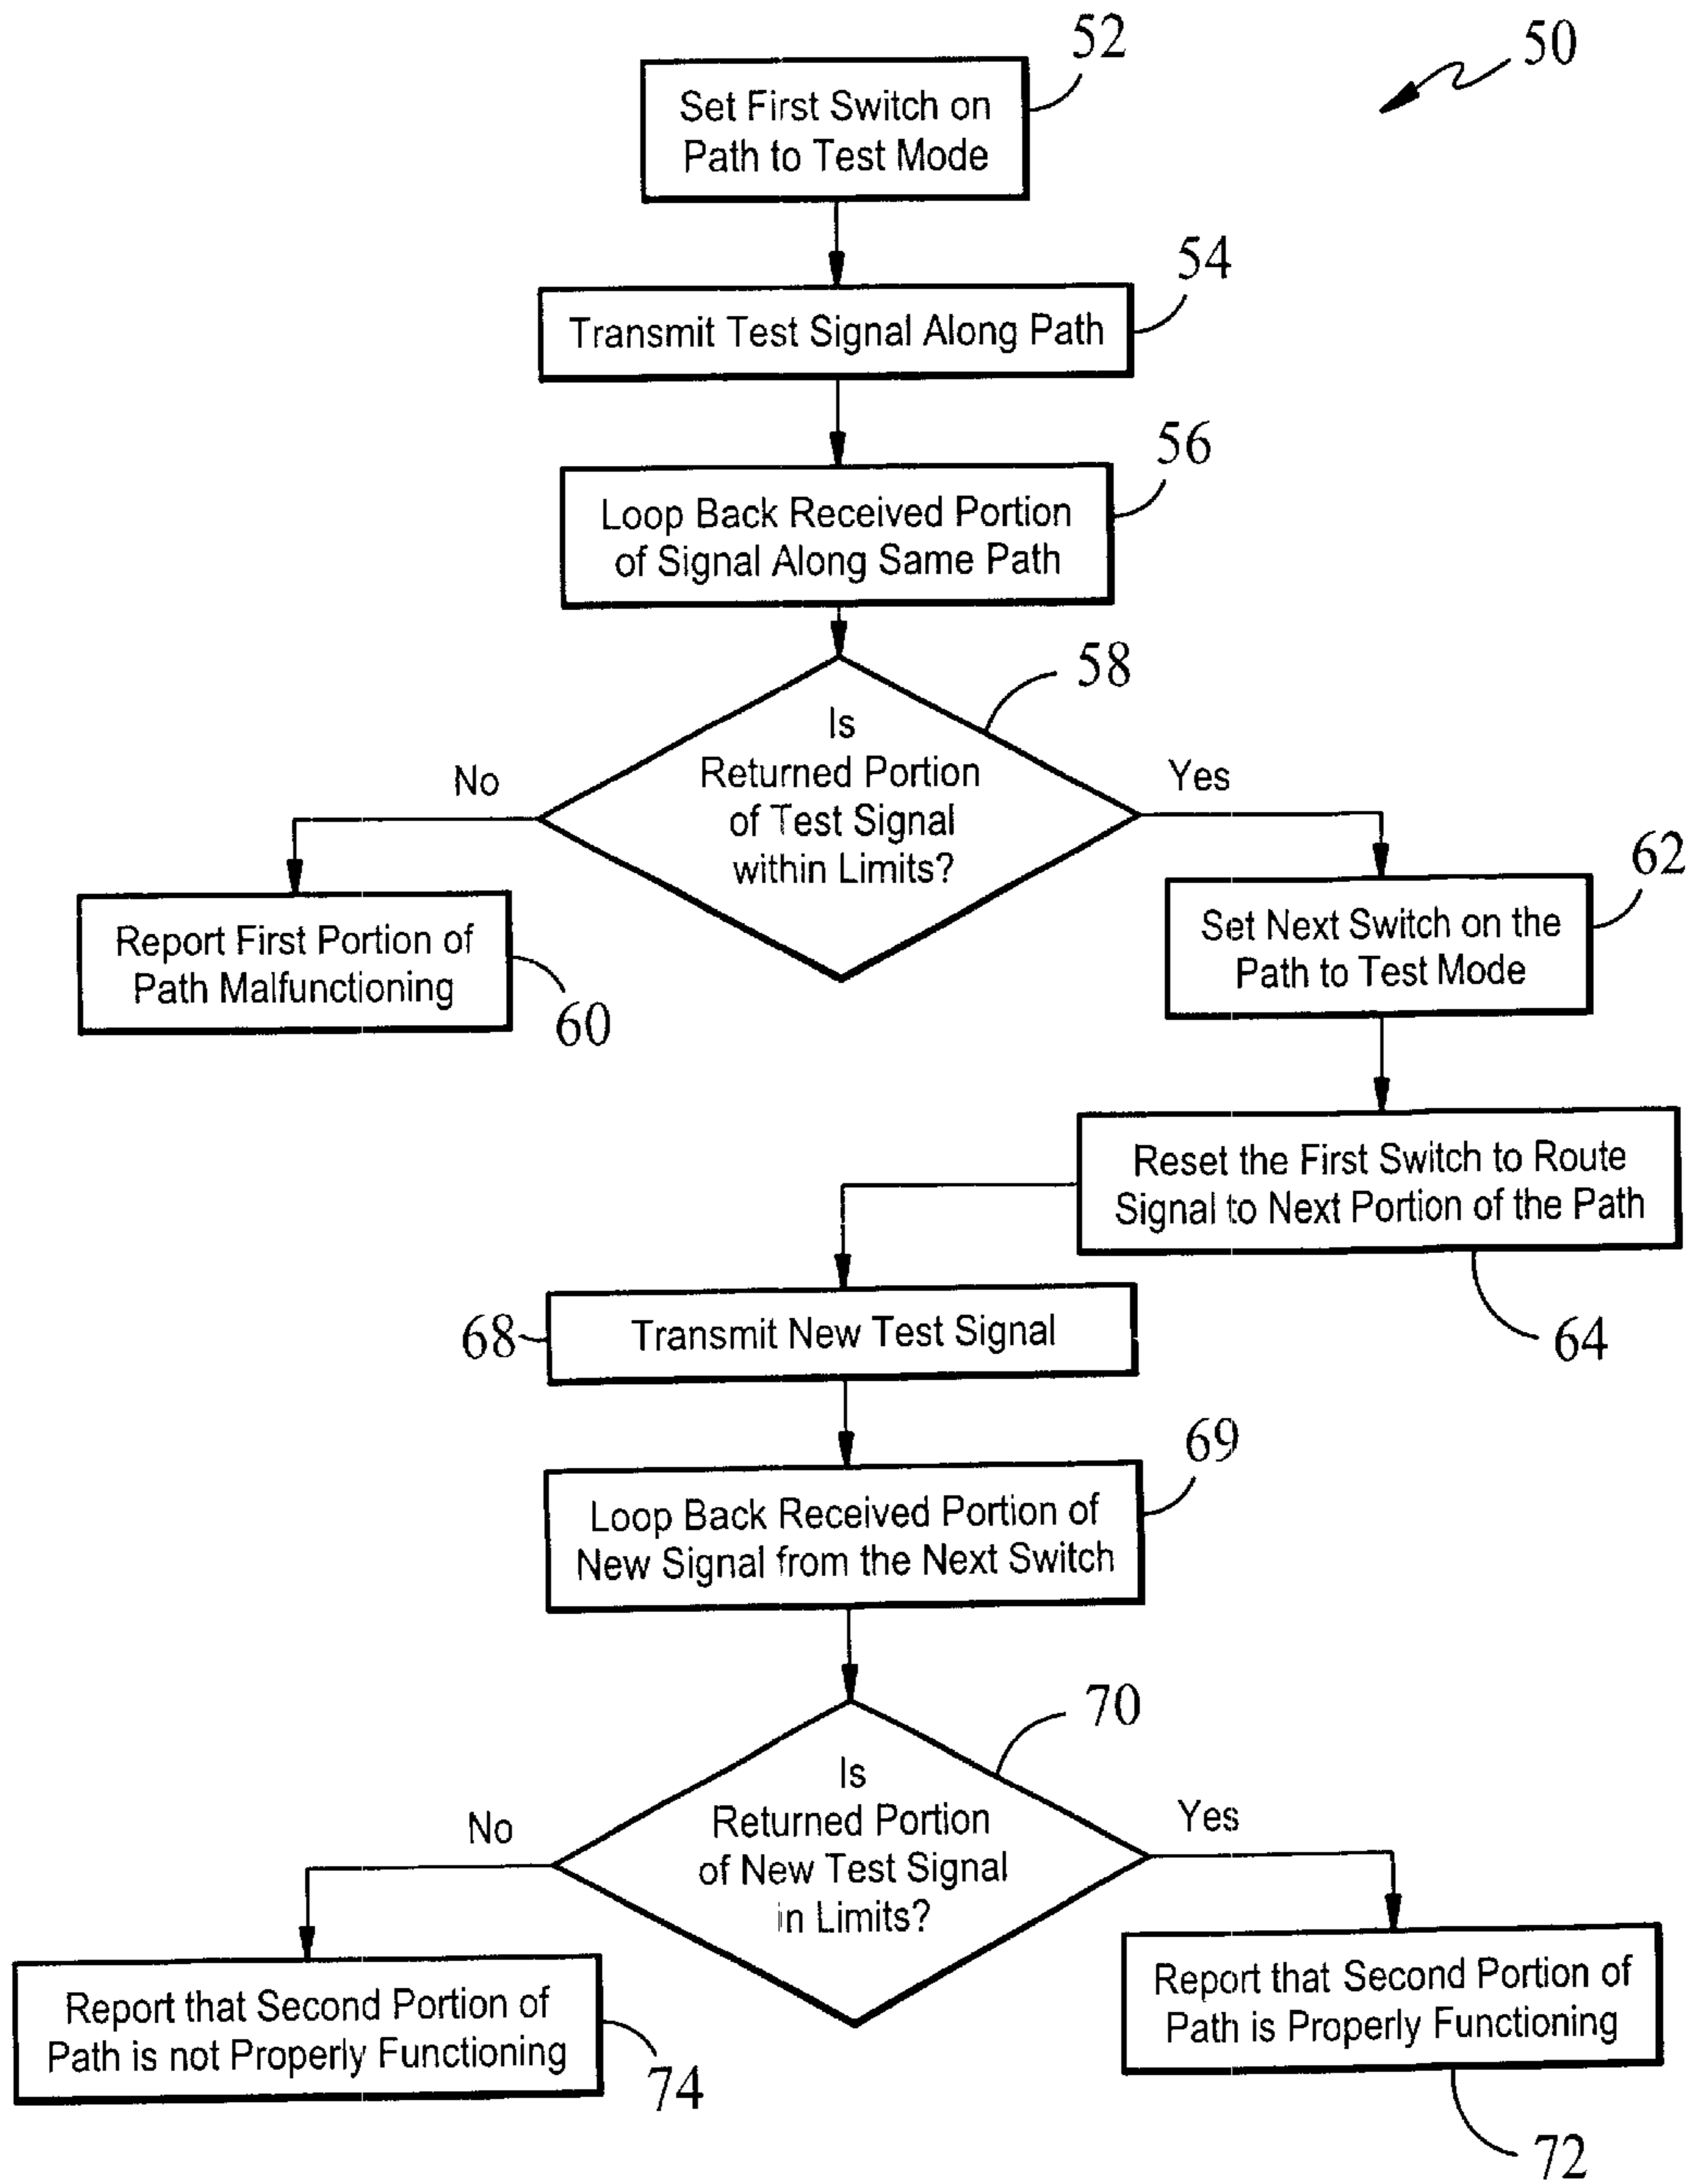 50
52
Set First Switch on
Path to Test Mode
54
Transmit Test Signal Along Path
56
Loop Back Received Portion
of Signal Along Same Path
58
Is
Returned Portion
of Test Signal
within Limits?
No
Yes
Report First Portion of
Path Malfunctioning
60
62
Set Next Switch on the
Path to Test Mode
Reset the First Switch to Route
Signal to Next Portion of the Path
64
68
Transmit New Test Signal
69
Loop Back Received Portion of
New Signal from the Next Switch
70
Is
Returned Portion
of New Test Signal
in Limits?
No
Yes
Report that Second Portion of
Path is not Properly Functioning
74
Report that Second Portion of
Path is Properly Functioning
72